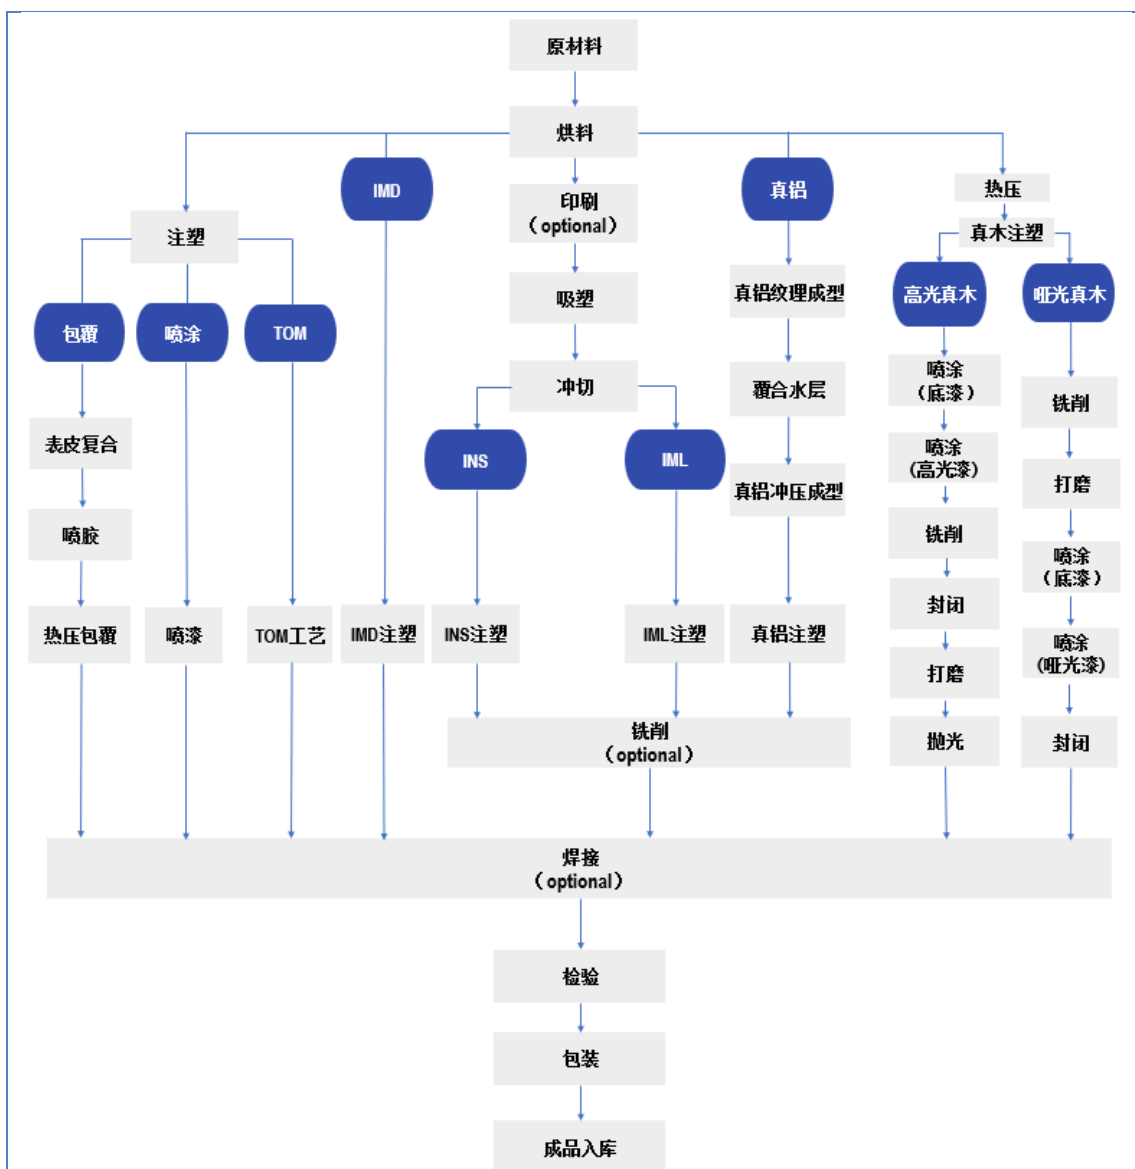 原材料
烘料
IMD
印刷
（optional）
真铝
热压
注塑
真木注塑
包覆
喷涂
TOM
吸塑
真铝纹理成型
高光真木
哑光真木
冲切
覆合水层
喷涂
（底漆）
铣削
表皮复合
INS
IML
喷涂
(高光漆)
真铝冲压成型
打磨
喷胶
铣削
喷涂
（底漆）
封闭
热压包覆
喷漆
TOM工艺
IMD注塑
INS注塑
IML注塑
真铝注塑
喷涂
(哑光漆)
打磨
铣削
（optional）
抛光
封闭
焊接
（optional）
检验
包装
成品入库